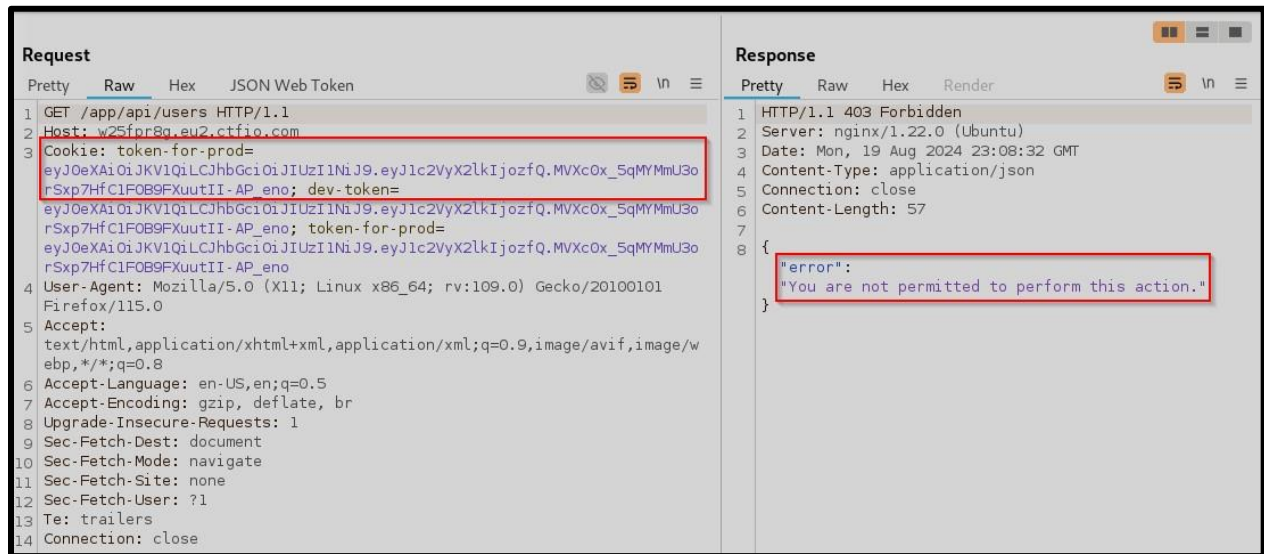 Request
Pretty Raw Hex JSON Web Token \n
1 GET /app/api/users HTTP/1.1
2 Host: w25fpr8g.eu2.ctfio.com
3 Cookie: token-for-prod=
eyJ0eXAiOiJKV1QiLCJhbGciOiJIUzI1NiJ9.eyJ1c2VyX2lkIjozfQ.MVXcOx_5qMYMmU3o
rSxp7HfC1FOB9FXuutII-AP_eno; dev-token=
eyJ0eXAiOiJKV1QiLCJhbGciOiJIUzI1NiJ9.eyJ1c2VyX2lkIjozfQ.MVXcOx_5qMYMmU3o
rSxp7HfC1FOB9FXuutII-AP_eno; token-for-prod=
eyJ0eXAiOiJKV1QiLCJhbGciOiJIUzI1NiJ9.eyJ1c2VyX2lkIjozfQ.MVXcOx_5qMYMmU3o
rSxp7HfC1FOB9FXuutII-AP_eno
4 User-Agent: Mozilla/5.0 (X11; Linux x86_64; rv:109.0) Gecko/20100101
Firefox/115.0
5 Accept:
text/html,application/xhtml+xml,application/xml;q=0.9,image/avif,image/w
ebp,*/*;q=0.8
6 Accept-Language: en-US,en;q=0.5
7 Accept-Encoding: gzip, deflate, br
8 Upgrade-Insecure-Requests: 1
9 Sec-Fetch-Dest: document
10 Sec-Fetch-Mode: navigate
11 Sec-Fetch-Site: none
12 Sec-Fetch-User: ?1
13 Te: trailers
14 Connection: close
Response
Pretty Raw Hex Render \n
1 HTTP/1.1 403 Forbidden
2 Server: nginx/1.22.0 (Ubuntu)
3 Date: Mon, 19 Aug 2024 23:08:32 GMT
4 Content-Type: application/json
5 Connection: close
6 Content-Length: 57
7
8 {
"error":
"You are not permitted to perform this action."
}